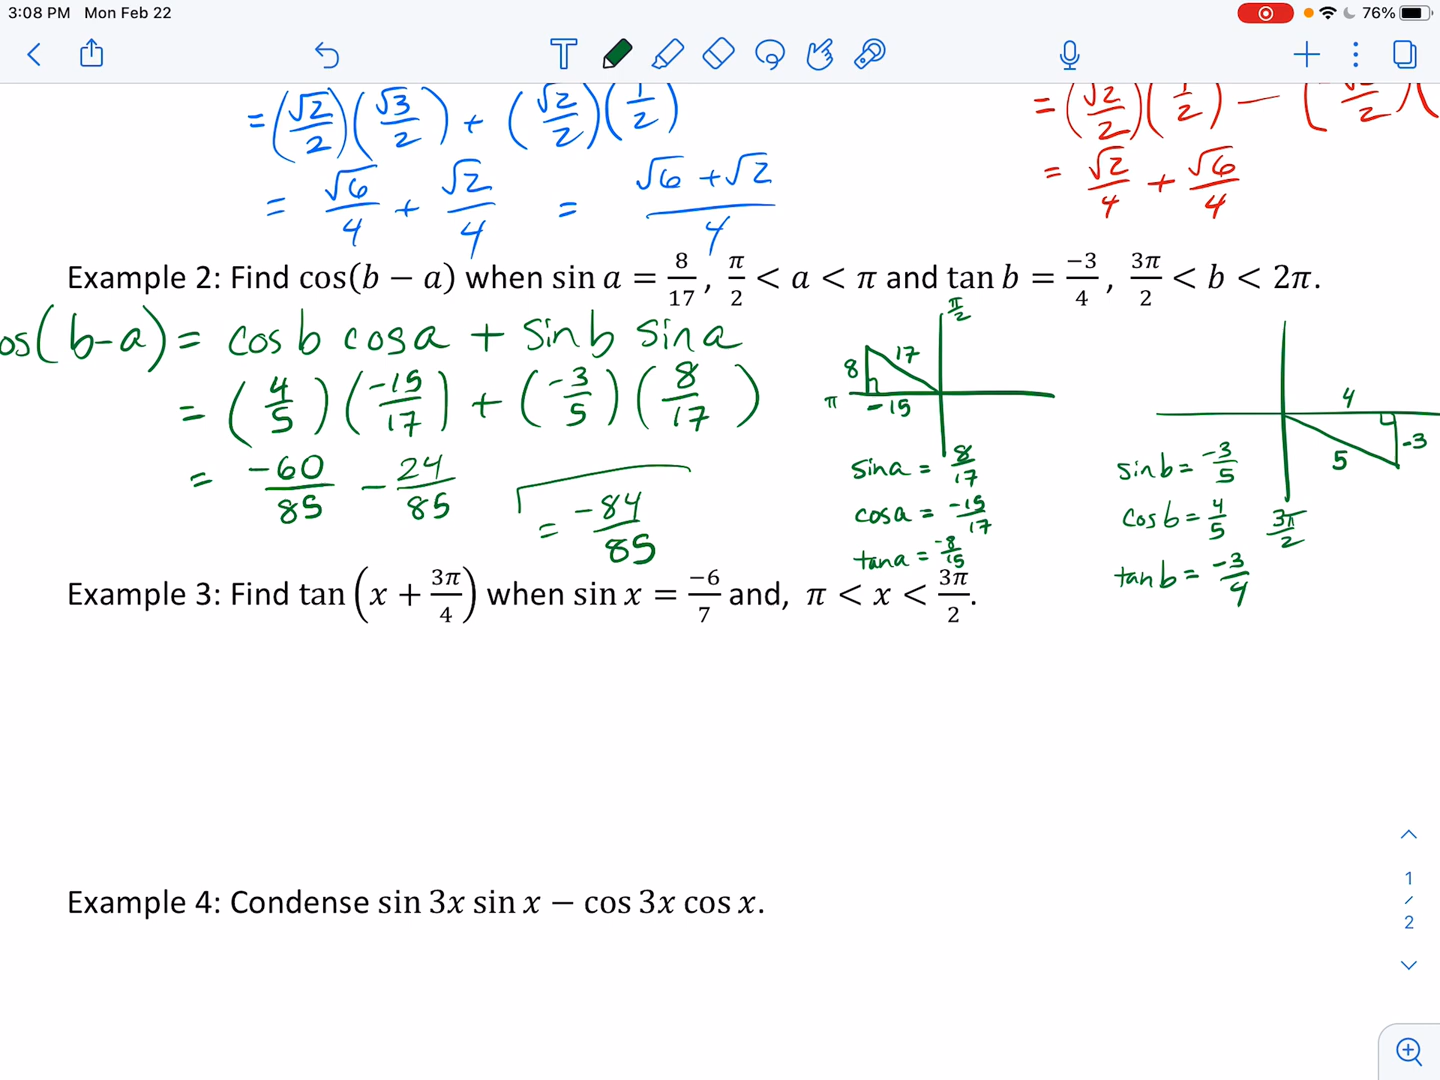 3:08 PM Mon Feb 22 76%
= (√2/2)(√3/2) + (√2/2)(1/2)
= √6/4 + √2/4 = (√6 + √2)/4
= (√2/2)(1/2) − (
= √2/4 + √6/4
Example 2: Find cos(b − a) when sin a = 8/17, π/2 < a < π and tan b = −3/4, 3π/2 < b < 2π.
os(b-a) = cos b cos a + sin b sin a
= (4/5)(-15/17) + (-3/5)(8/17)
= -60/85 - 24/85
= -84/85
π/2
8 17
π -15
sin a = 8/17
cos a = -15/17
tan a = -8/15
4
-3
5
sin b = -3/5
cos b = 4/5
3π/2
tan b = -3/4
Example 3: Find tan(x + 3π/4) when sin x = −6/7 and, π < x < 3π/2.
Example 4: Condense sin 3x sin x − cos 3x cos x.
1
/
2